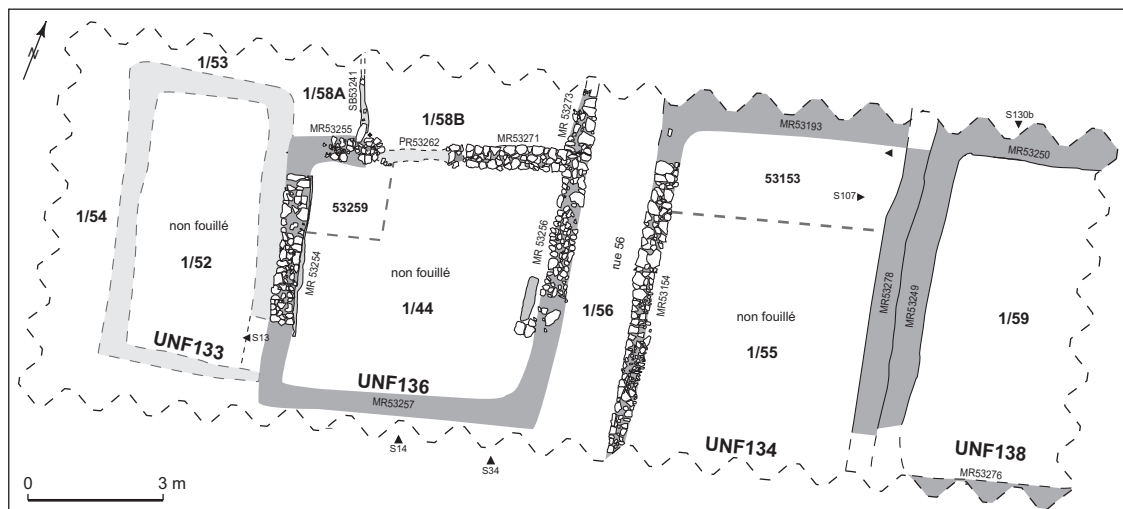 N
1/53
1/58A
SB53241
1/58B
MR53255
PR53262
MR53271
MR 53273
MR53193
S130b
MR53250
1/54
non fouillé
1/52
53259
MR 53254
non fouillé
1/44
MR 53256
rue 56
1/56
MR53154
53153
S107
non fouillé
1/55
MR53278
MR53249
1/59
UNF133
S13
UNF136
MR53257
S14
S34
UNF134
UNF138
MR53276
0 3 m